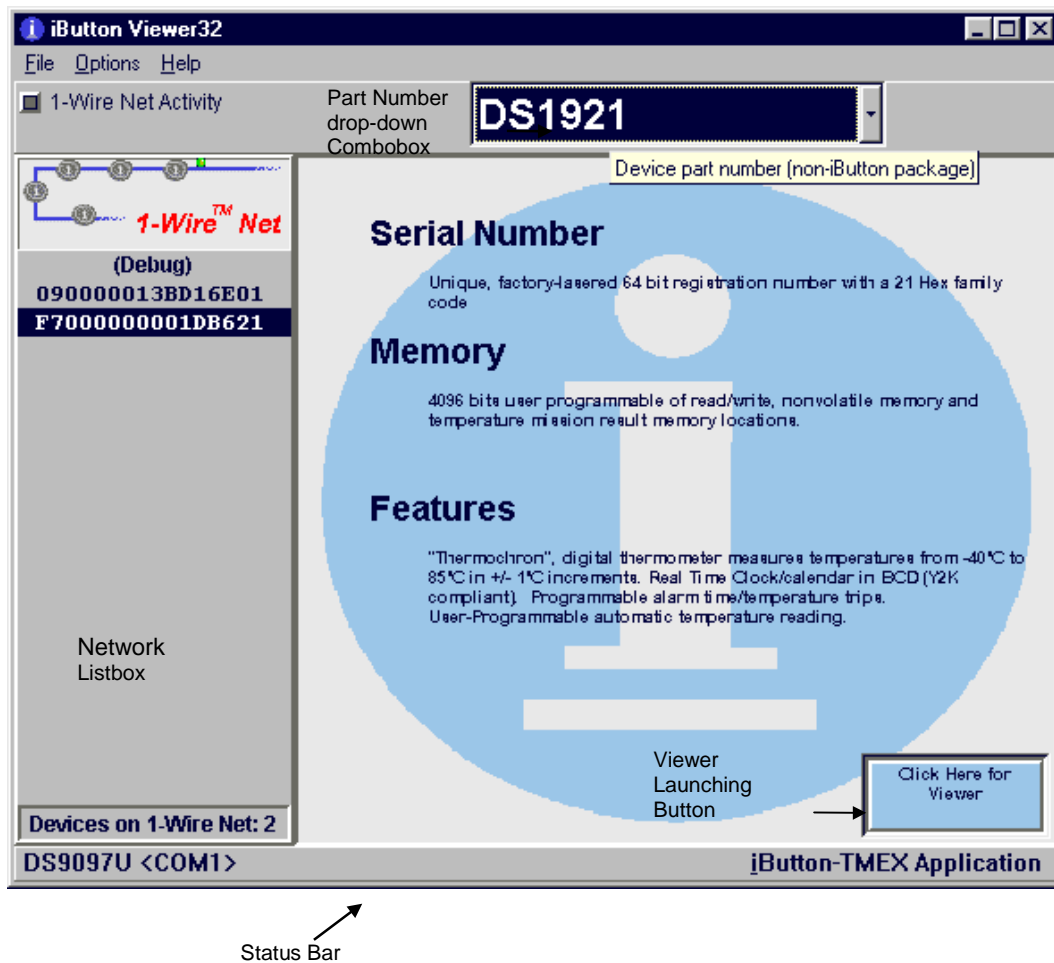 iButton Viewer32
File Options Help
1-Wire Net Activity
Part Number
drop-down
Combobox
DS1921
Device part number (non-iButton package)
1-Wire™ Net
(Debug)
090000013BD16E01
F7000000001DB621
Network
Listbox
Devices on 1-Wire Net: 2
Serial Number
Unique, factory-lasered 64 bit registration number with a 21 Hex family
code
Memory
4096 bits user programmable of read/write, nonvolatile memory and
temperature mission result memory locations.
Features
"Thermochron", digital thermometer measures temperatures from -40°C to
85°C in +/- 1°C increments. Real Time Clock/calendar in BCD (Y2K
compliant). Programmable alarm time/temperature trips.
User-Programmable automatic temperature reading.
Viewer
Launching
Button
Click Here for
Viewer
DS9097U <COM1>
iButton-TMEX Application
Status Bar